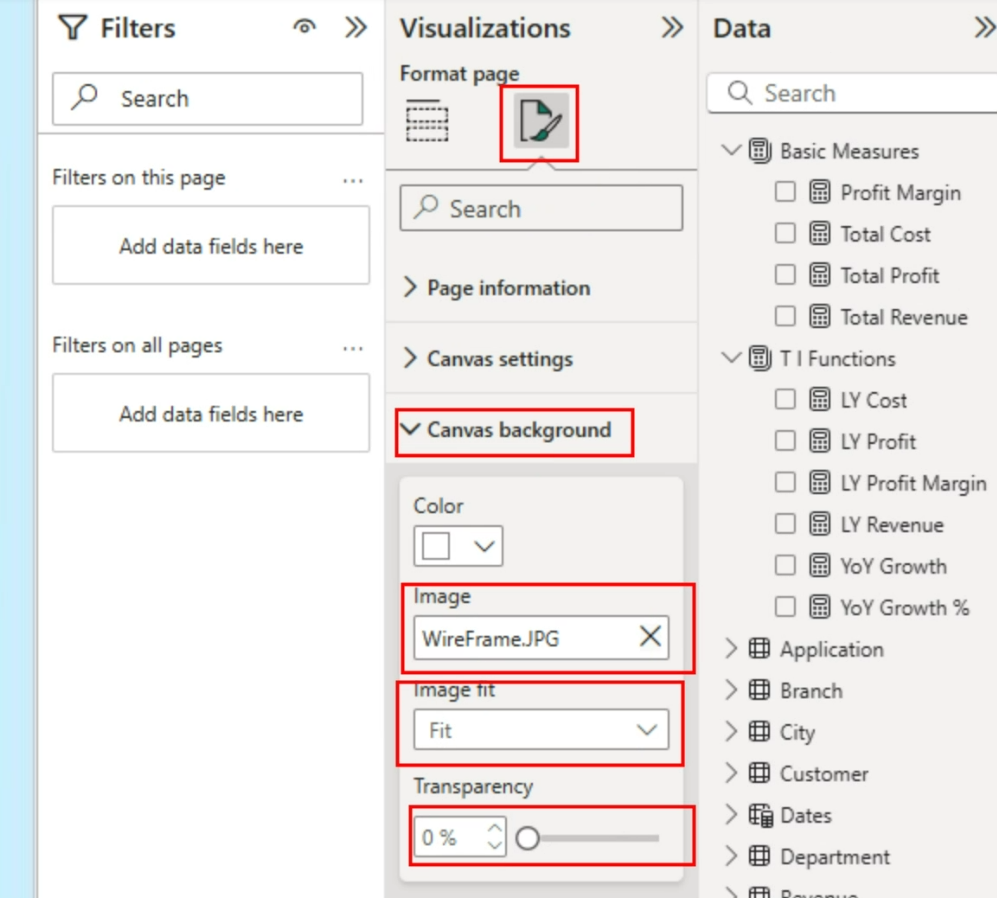 Filters
Search
Filters on this page
...
Add data fields here
Filters on all pages
...
Add data fields here
Visualizations
Format page
Search
Page information
Canvas settings
Canvas background
Color
Image
WireFrame.JPG
Image fit
Fit
Transparency
0 %
Data
Search
Basic Measures
Profit Margin
Total Cost
Total Profit
Total Revenue
T I Functions
LY Cost
LY Profit
LY Profit Margin
LY Revenue
YoY Growth
YoY Growth %
Application
Branch
City
Customer
Dates
Department
Revenue